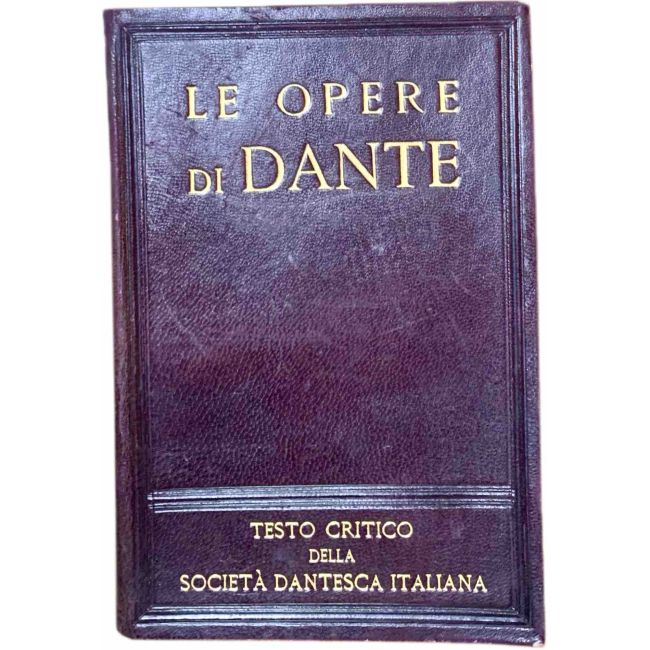 LE OPERE
DI DANTE
TESTO CRITICO
DELLA
SOCIETÀ DANTESCA ITALIANA